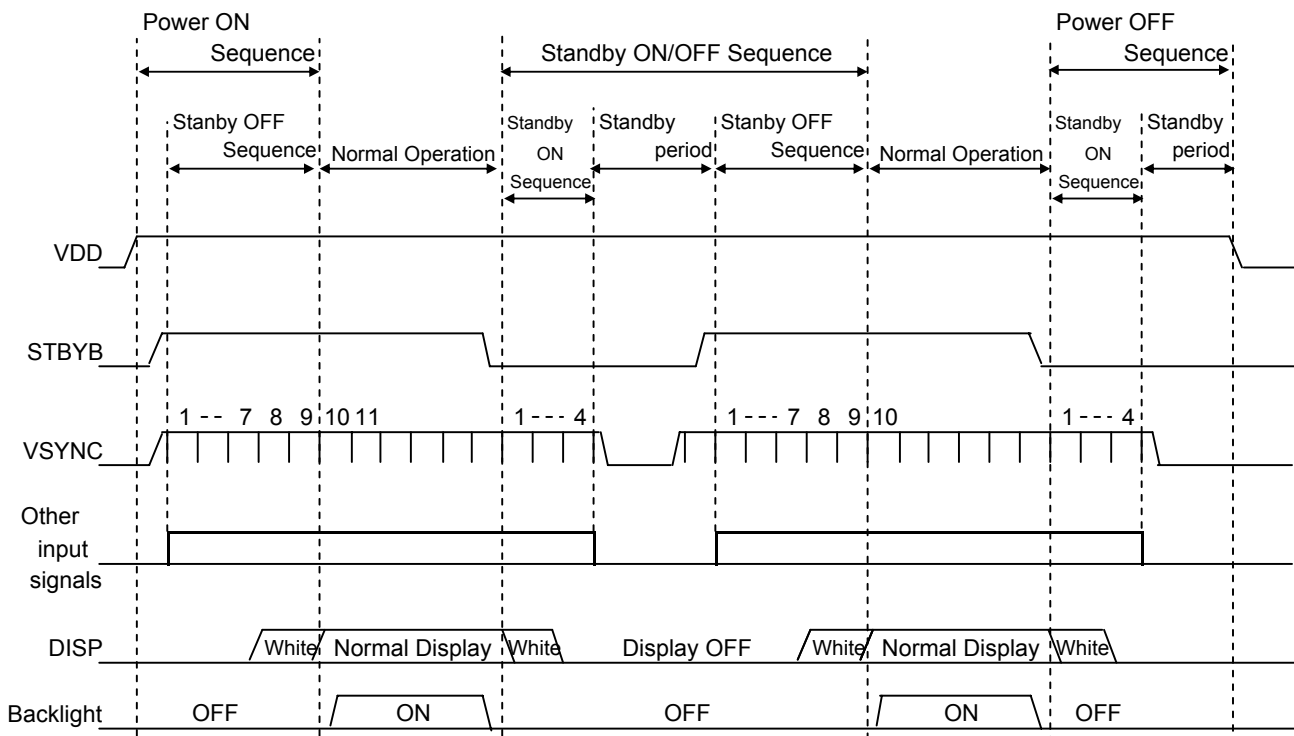 Power ON
Sequence
Standby ON/OFF Sequence
Power OFF
Sequence
Stanby OFF
Sequence
Normal Operation
Standby
ON
Sequence
Standby
period
Stanby OFF
Sequence
Normal Operation
Standby
ON
Sequence
Standby
period
VDD
STBYB
VSYNC
1 -- 7 8 9 10 11
1 --- 4
1 --- 7 8 9 10
1 --- 4
Other
input
signals
DISP
White
Normal Display
White
Display OFF
White
Normal Display
White
Backlight
OFF
ON
OFF
ON
OFF